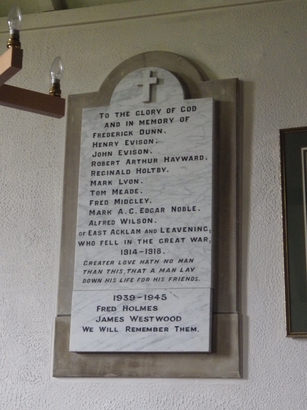 TO THE GLORY OF GOD
AND IN MEMORY OF
FREDERICK DUNN.
HENRY EVISON.
JOHN EVISON.
ROBERT ARTHUR HAYWARD.
REGINALD HOLTBY.
MARK LYON.
TOM MEADE.
FRED MIDGLEY.
MARK A.C. EDGAR NOBLE.
ALFRED WILSON.
OF EAST ACKLAM AND LEAVENING,
WHO FELL IN THE GREAT WAR,
1914-1918.
GREATER LOVE HATH NO MAN
THAN THIS, THAT A MAN LAY
DOWN HIS LIFE FOR HIS FRIENDS.
1939-1945
FRED HOLMES
JAMES WESTWOOD
WE WILL REMEMBER THEM.